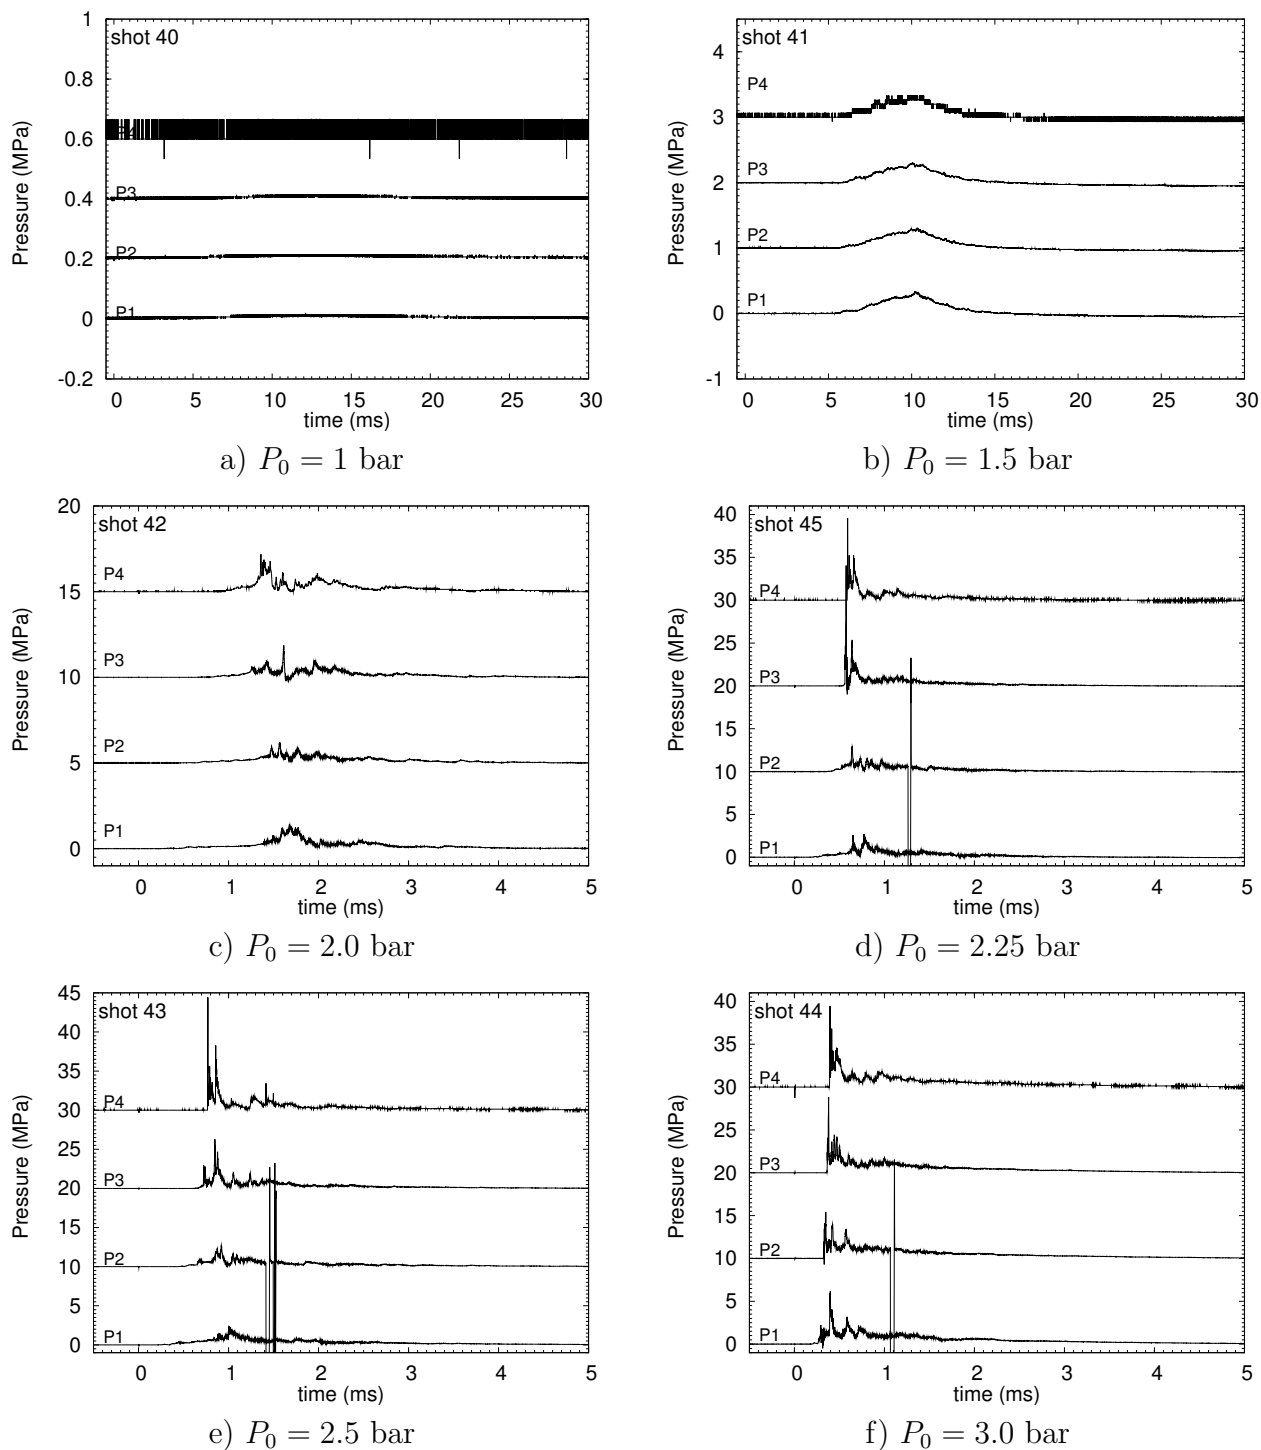 shot 40
1
0.8
0.6
0.4
0.2
0
-0.2
Pressure (MPa)
P3
P2
P1
0 5 10 15 20 25 30
time (ms)
a) P₀ = 1 bar
shot 41
4
3
2
1
0
-1
Pressure (MPa)
P4
P3
P2
P1
0 5 10 15 20 25 30
time (ms)
b) P₀ = 1.5 bar
shot 42
20
15
10
5
0
Pressure (MPa)
P4
P3
P2
P1
0 1 2 3 4 5
time (ms)
c) P₀ = 2.0 bar
shot 45
40
35
30
25
20
15
10
5
0
Pressure (MPa)
P4
P3
P2
P1
0 1 2 3 4 5
time (ms)
d) P₀ = 2.25 bar
shot 43
45
40
35
30
25
20
15
10
5
0
Pressure (MPa)
P4
P3
P2
P1
0 1 2 3 4 5
time (ms)
e) P₀ = 2.5 bar
shot 44
40
35
30
25
20
15
10
5
0
Pressure (MPa)
P4
P3
P2
P1
0 1 2 3 4 5
time (ms)
f) P₀ = 3.0 bar